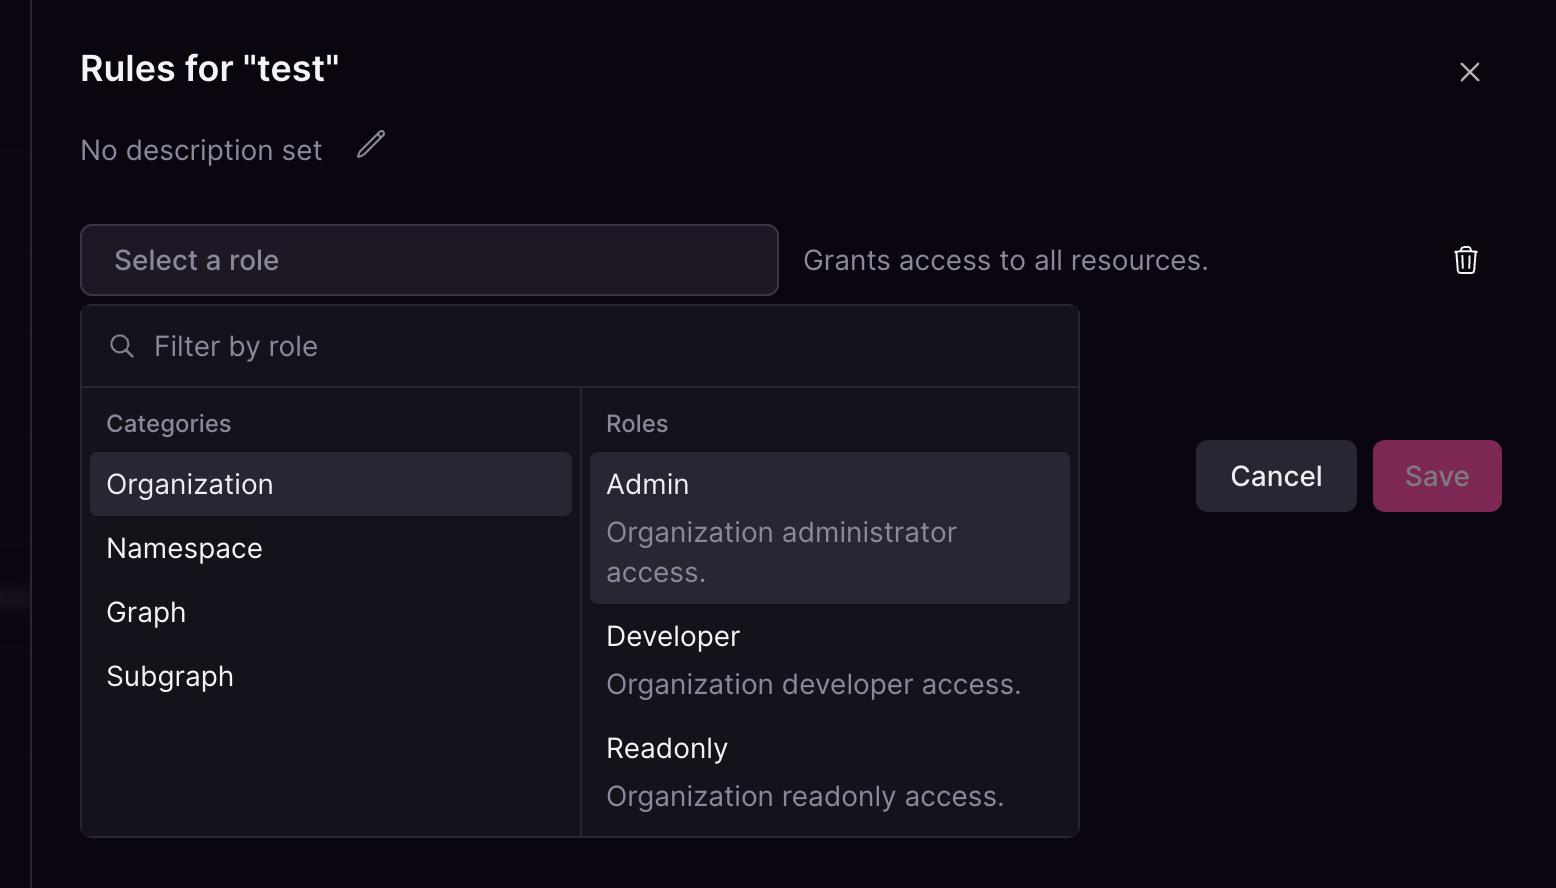 Rules for "test"
No description set
Select a role
Grants access to all resources.
Filter by role
Categories
Organization
Namespace
Graph
Subgraph
Roles
Admin
Organization administrator
access.
Developer
Organization developer access.
Readonly
Organization readonly access.
Cancel
Save